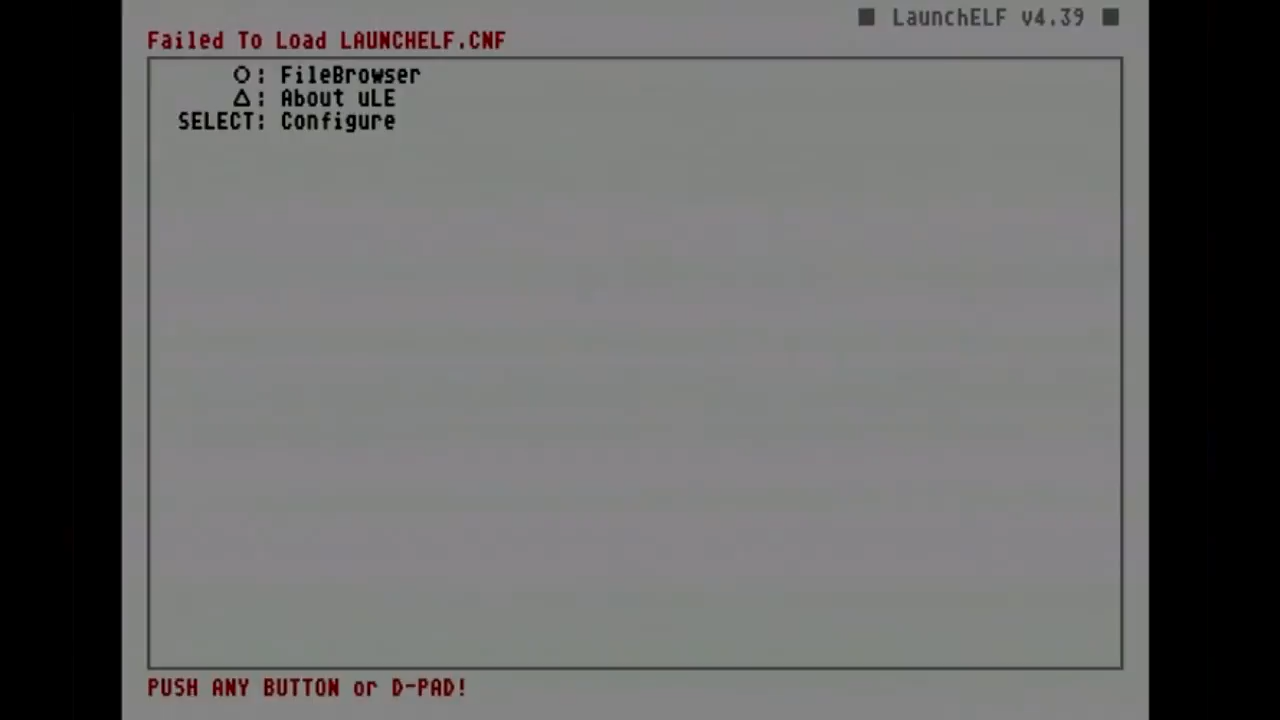 ■ LaunchELF v4.39 ■
Failed To Load LAUNCHELF.CNF
○: FileBrowser
△: About uLE
SELECT: Configure
PUSH ANY BUTTON or D-PAD!